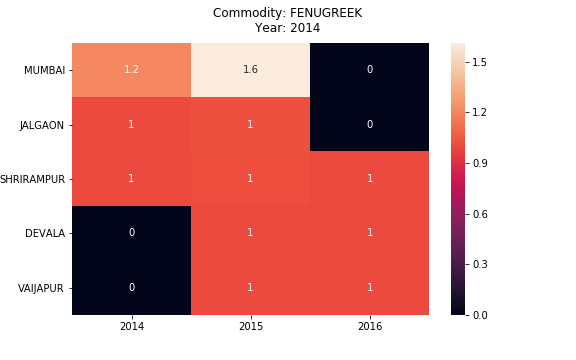 Commodity: FENUGREEK
Year: 2014
MUMBAI 1.2 1.6 0
JALGAON 1 1 0
SHRIRAMPUR 1 1 1
DEVALA 0 1 1
VAIJAPUR 0 1 1
2014 2015 2016
1.5
1.2
0.9
0.6
0.3
0.0